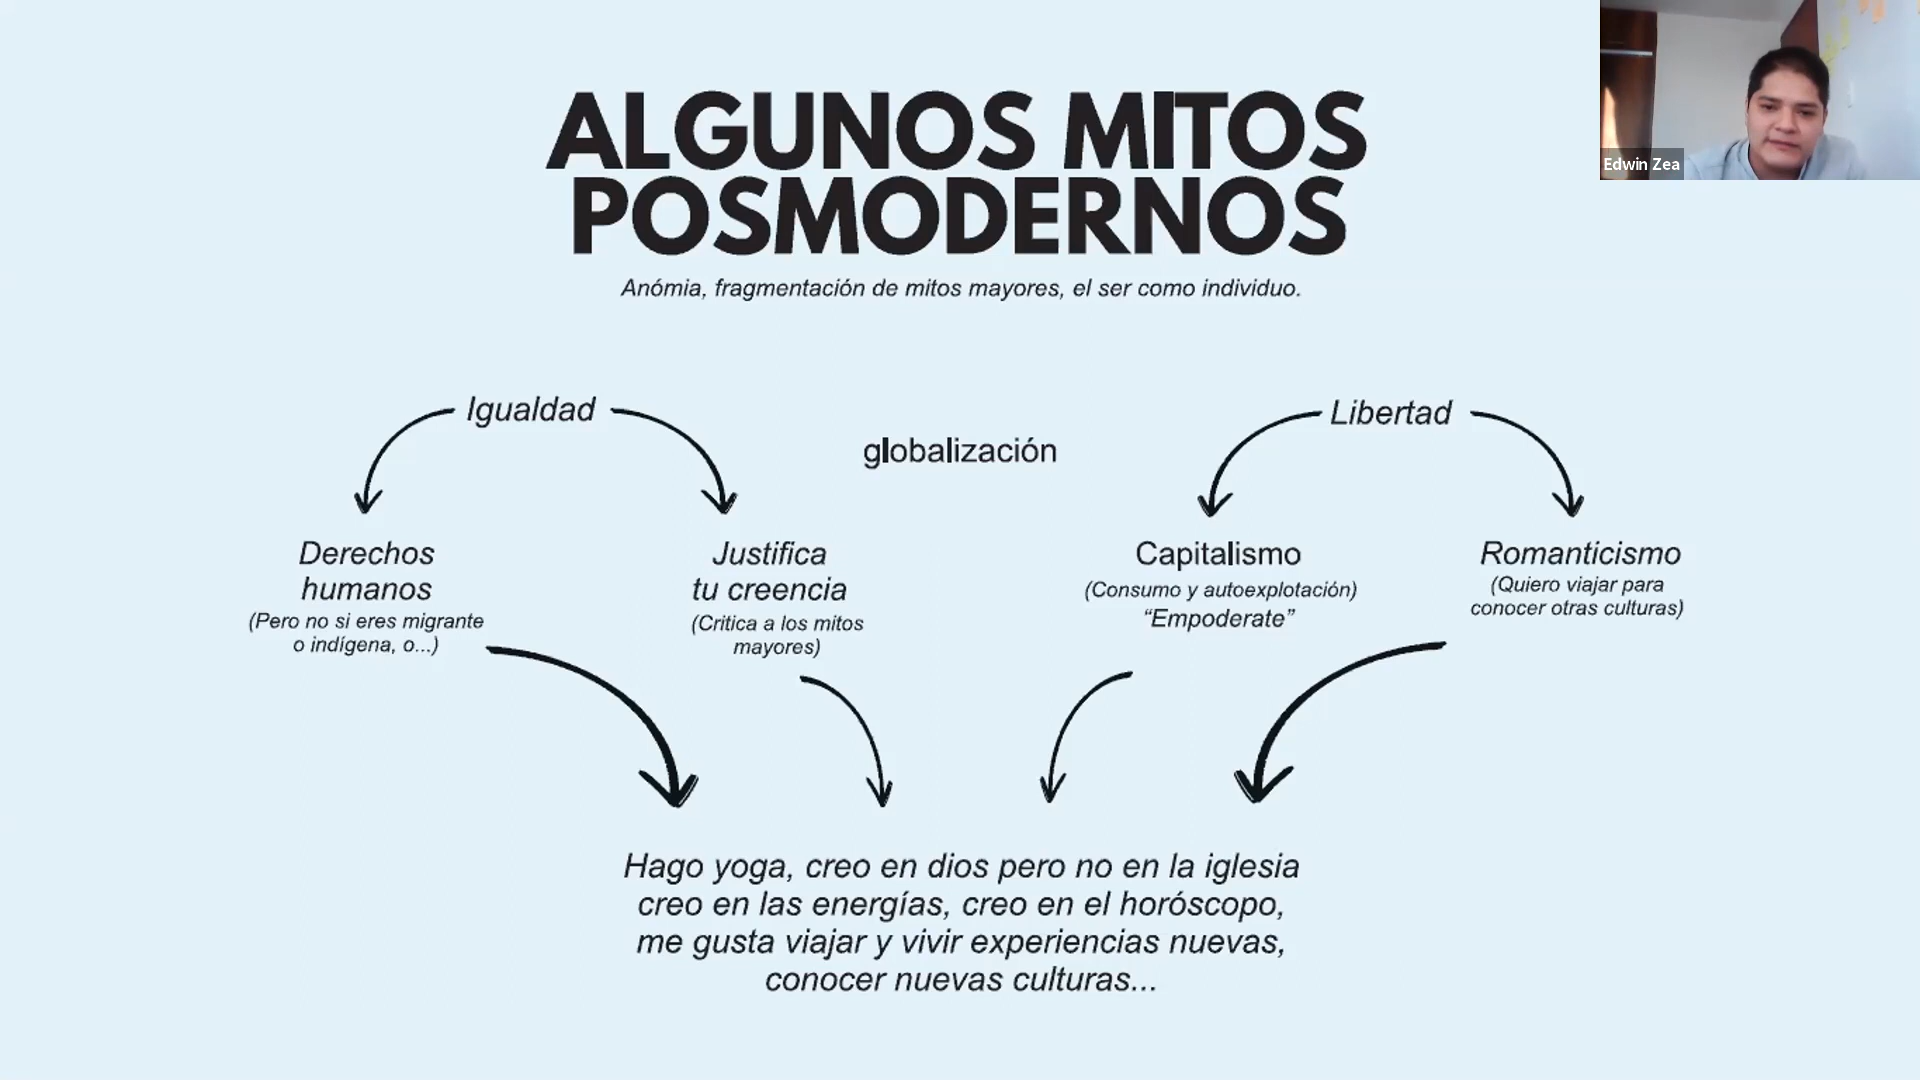 ALGUNOS MITOS
POSMODERNOS
Anómia, fragmentación de mitos mayores, el ser como individuo.
Edwin Zea
Igualdad
globalización
Libertad
Derechos
humanos
(Pero no si eres migrante
o indígena, o...)
Justifica
tu creencia
(Critica a los mitos
mayores)
Capitalismo
(Consumo y autoexplotación)
“Empoderate”
Romanticismo
(Quiero viajar para
conocer otras culturas)
Hago yoga, creo en dios pero no en la iglesia
creo en las energías, creo en el horóscopo,
me gusta viajar y vivir experiencias nuevas,
conocer nuevas culturas...